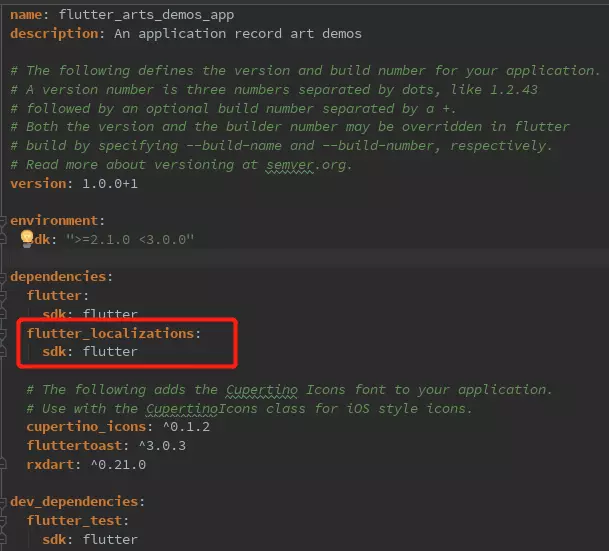 name: flutter_arts_demos_app
description: An application record art demos
# The following defines the version and build number for your application.
# A version number is three numbers separated by dots, like 1.2.43
# followed by an optional build number separated by a +.
# Both the version and the builder number may be overridden in flutter
# build by specifying --build-name and --build-number, respectively.
# Read more about versioning at semver.org.
version: 1.0.0+1
environment:
sdk: ">=2.1.0 <3.0.0"
dependencies:
flutter:
sdk: flutter
flutter_localizations:
sdk: flutter
# The following adds the Cupertino Icons font to your application.
# Use with the CupertinoIcons class for iOS style icons.
cupertino_icons: ^0.1.2
fluttertoast: ^3.0.3
rxdart: ^0.21.0
dev_dependencies:
flutter_test:
sdk: flutter